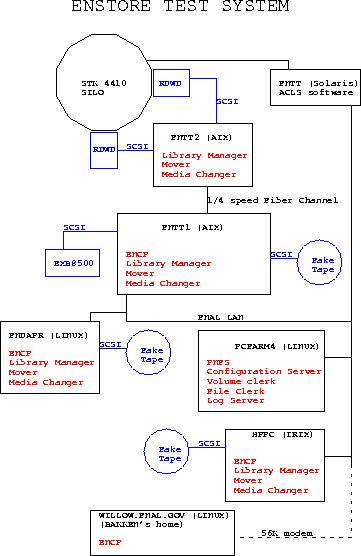 ENSTORE TEST SYSTEM
STK 4410
SILO
RDWD
SCSI
FNTT (Solaris)
ACLS software
RDWD
SCSI
FNTT2 (AIX)
Library Manager
Mover
Media Changer
1/4 speed Fiber Channel
SCSI
EXB8500
FNTT1 (AIX)
ENCP
Library Manager
Mover
Media Changer
SCSI
Fake
Tape
FNAL LAN
FNDAPR (LINUX)
ENCP
Library Manager
Mover
Media Changer
SCSI
Fake
Tape
PCFARM4 (LINUX)
PNFS
Configuration Server
Volume clerk
File Clerk
Log Server
Fake
Tape
SCSI
HPPC (IRIX)
ENCP
Library Manager
Mover
Media Changer
WILLOW.FNAL.GOV (LINUX)
(BAKKEN's home)
ENCP
56K modem